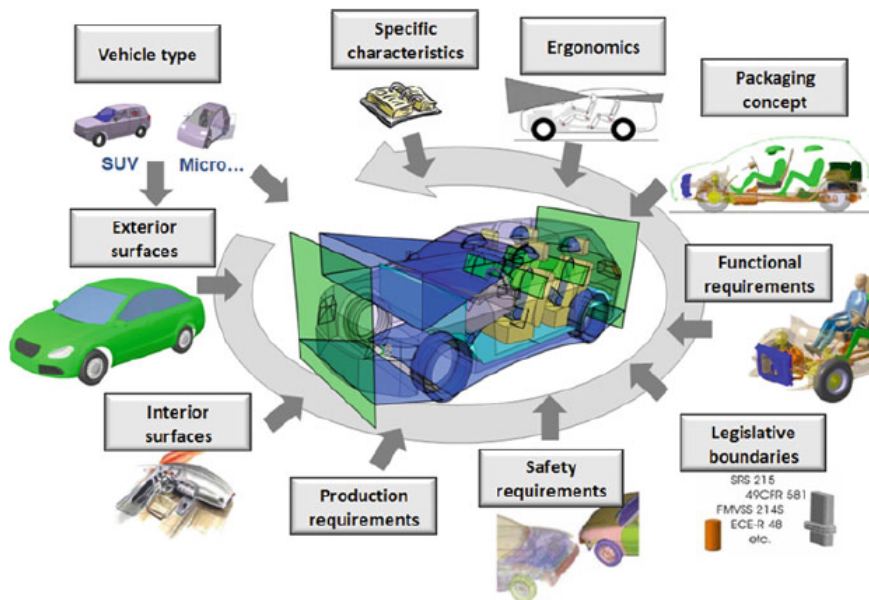 Vehicle type
SUV
Micro...
Specific
characteristics
Ergonomics
Packaging
concept
Exterior
surfaces
Functional
requirements
Interior
surfaces
Production
requirements
Safety
requirements
Legislative
boundaries
SRS 215
49CFR 581
FMVSS 214S
ECE-R 48
etc.